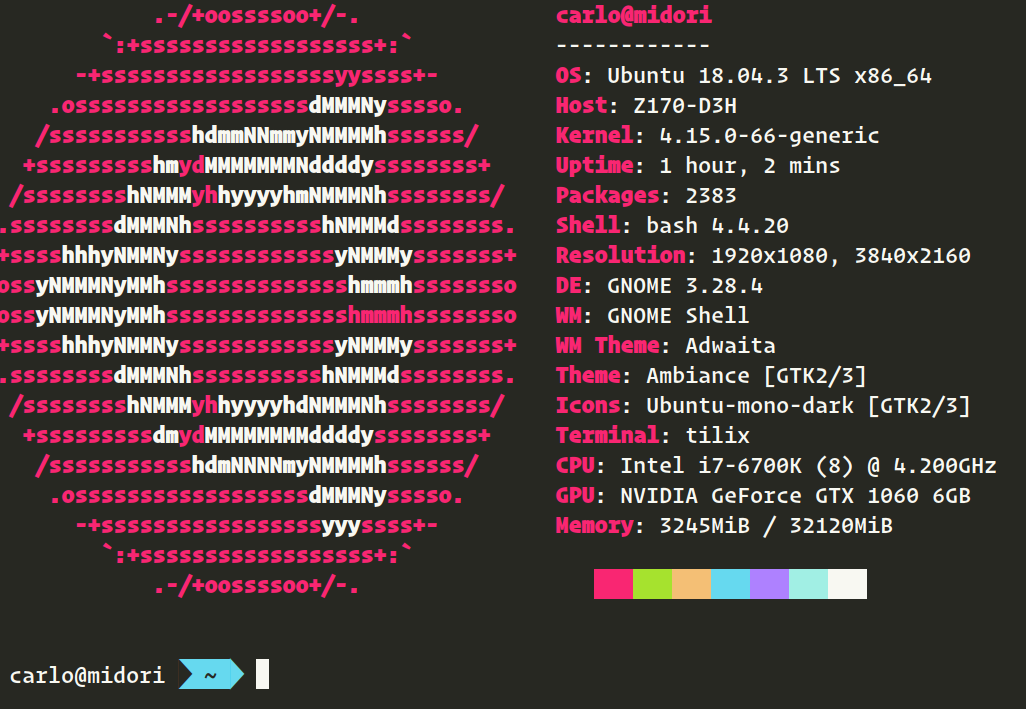 .-/+oossssoo+/-.               carlo@midori
`:+ssssssssssssssssss+:`           ------------
-+ssssssssssssssssssyyssss+-         OS: Ubuntu 18.04.3 LTS x86_64
.ossssssssssssssssssdMMMNysssso.       Host: Z170-D3H
/ssssssssssshdmmNNmmyNMMMMhssssss/      Kernel: 4.15.0-66-generic
+ssssssssshmydMMMMMMMNddddyssssssss+     Uptime: 1 hour, 2 mins
/sssssssshNMMMyhhyyyyhmNMMMNhssssssss/    Packages: 2383
.ssssssssdMMMNhsssssssssshNMMMdssssssss.   Shell: bash 4.4.20
+sssshhhyNMMNyssssssssssssyNMMMysssssss+   Resolution: 1920x1080, 3840x2160
ossyNMMMNyMMhsssssssssssssshmmmhssssssso   DE: GNOME 3.28.4
ossyNMMMNyMMhsssssssssssssshmmmhssssssso   WM: GNOME Shell
+sssshhhyNMMNyssssssssssssyNMMMysssssss+   WM Theme: Adwaita
.ssssssssdMMMNhsssssssssshNMMMdssssssss.   Theme: Ambiance [GTK2/3]
/sssssssshNMMMyhhyyyyhdNMMMNhssssssss/    Icons: Ubuntu-mono-dark [GTK2/3]
+sssssssssdmydMMMMMMMMddddyssssssss+     Terminal: tilix
/ssssssssssshdmNNNNmyNMMMMhssssss/      CPU: Intel i7-6700K (8) @ 4.200GHz
.ossssssssssssssssssdMMMNysssso.       GPU: NVIDIA GeForce GTX 1060 6GB
-+sssssssssssssssssyyyssss+-         Memory: 3245MiB / 32120MiB
`:+ssssssssssssssssss+:`
.-/+oossssoo+/-.
carlo@midori ~